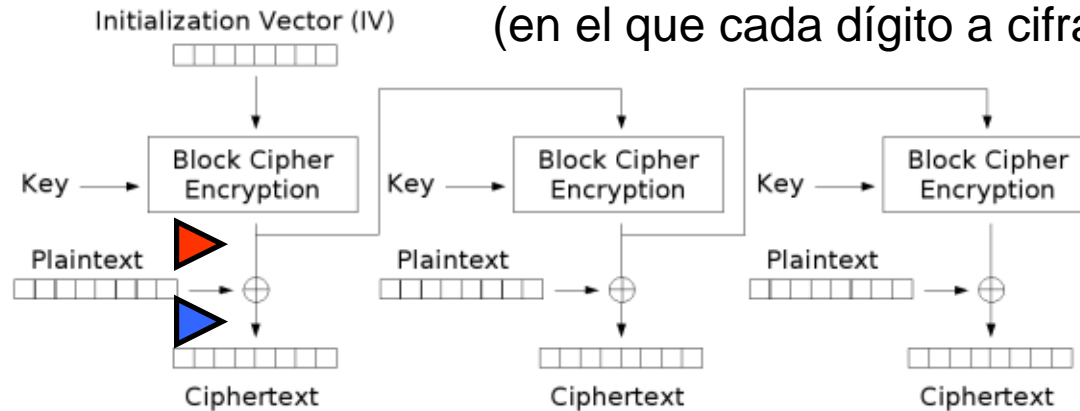 Initialization Vector (IV)
(en el que cada dígito a cifra
Key
Block Cipher
Encryption
Key
Block Cipher
Encryption
Key
Block Cipher
Encryption
Plaintext
Plaintext
Plaintext
Ciphertext
Ciphertext
Ciphertext